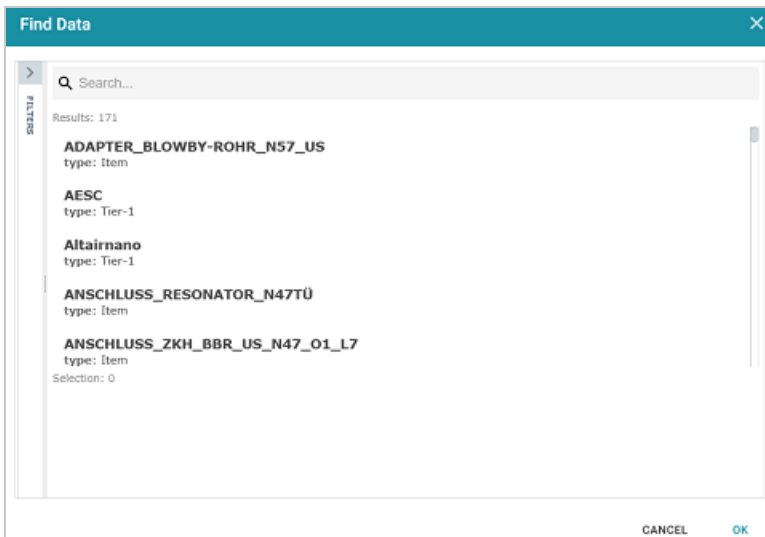 Find Data
Search...
FILTERS
Results: 171
ADAPTER_BLOWBY-ROHR_N57_US
type: Item
AESC
type: Tier-1
Altairnano
type: Tier-1
ANSCHLUSS_RESONATOR_N47TÜ
type: Item
ANSCHLUSS_ZKH_BBR_US_N47_O1_L7
type: Item
Selection: 0
CANCEL OK